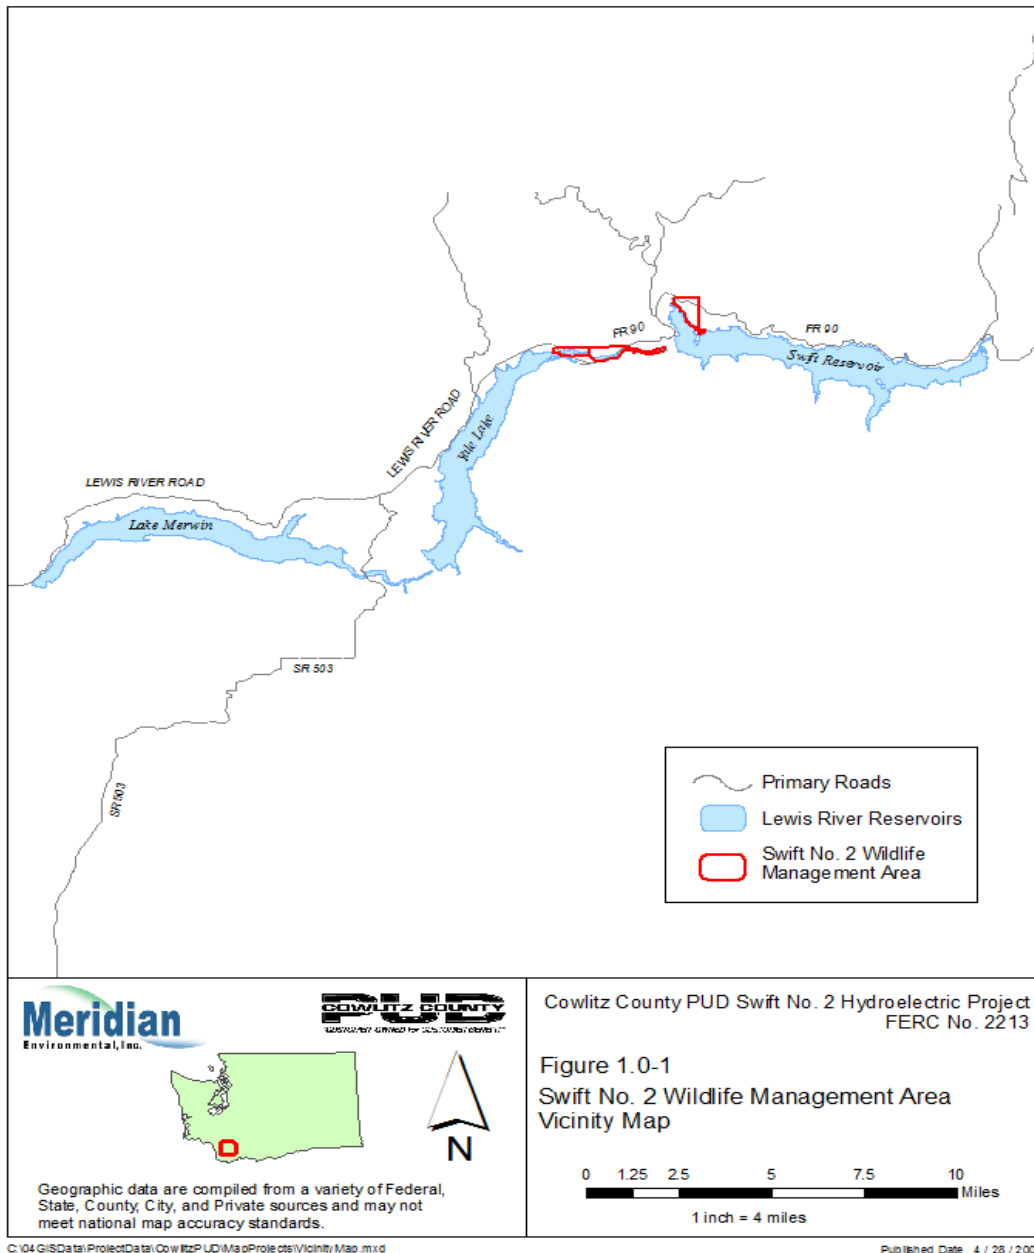 FR 90
FR 90
Swift Reservoir
Yale Lake
LEWIS RIVER ROAD
LEWIS RIVER ROAD
Lake Merwin
SR 503
SR 503
Primary Roads
Lewis River Reservoirs
Swift No. 2 Wildlife
Management Area
Meridian
Environmental, Inc.
COWLITZ COUNTY
PUD
N
Geographic data are compiled from a variety of Federal,
State, County, City, and Private sources and may not
meet national map accuracy standards.
Cowlitz County PUD Swift No. 2 Hydroelectric Project
FERC No. 2213
Figure 1.0-1
Swift No. 2 Wildlife Management Area
Vicinity Map
0 1.25 2.5 5 7.5 10
Miles
1 inch = 4 miles
C:\04GISData\ProjectData\CowlitzPUD\MapProjects\VicinityMap.mxd
Published Date 4 / 28 / 200